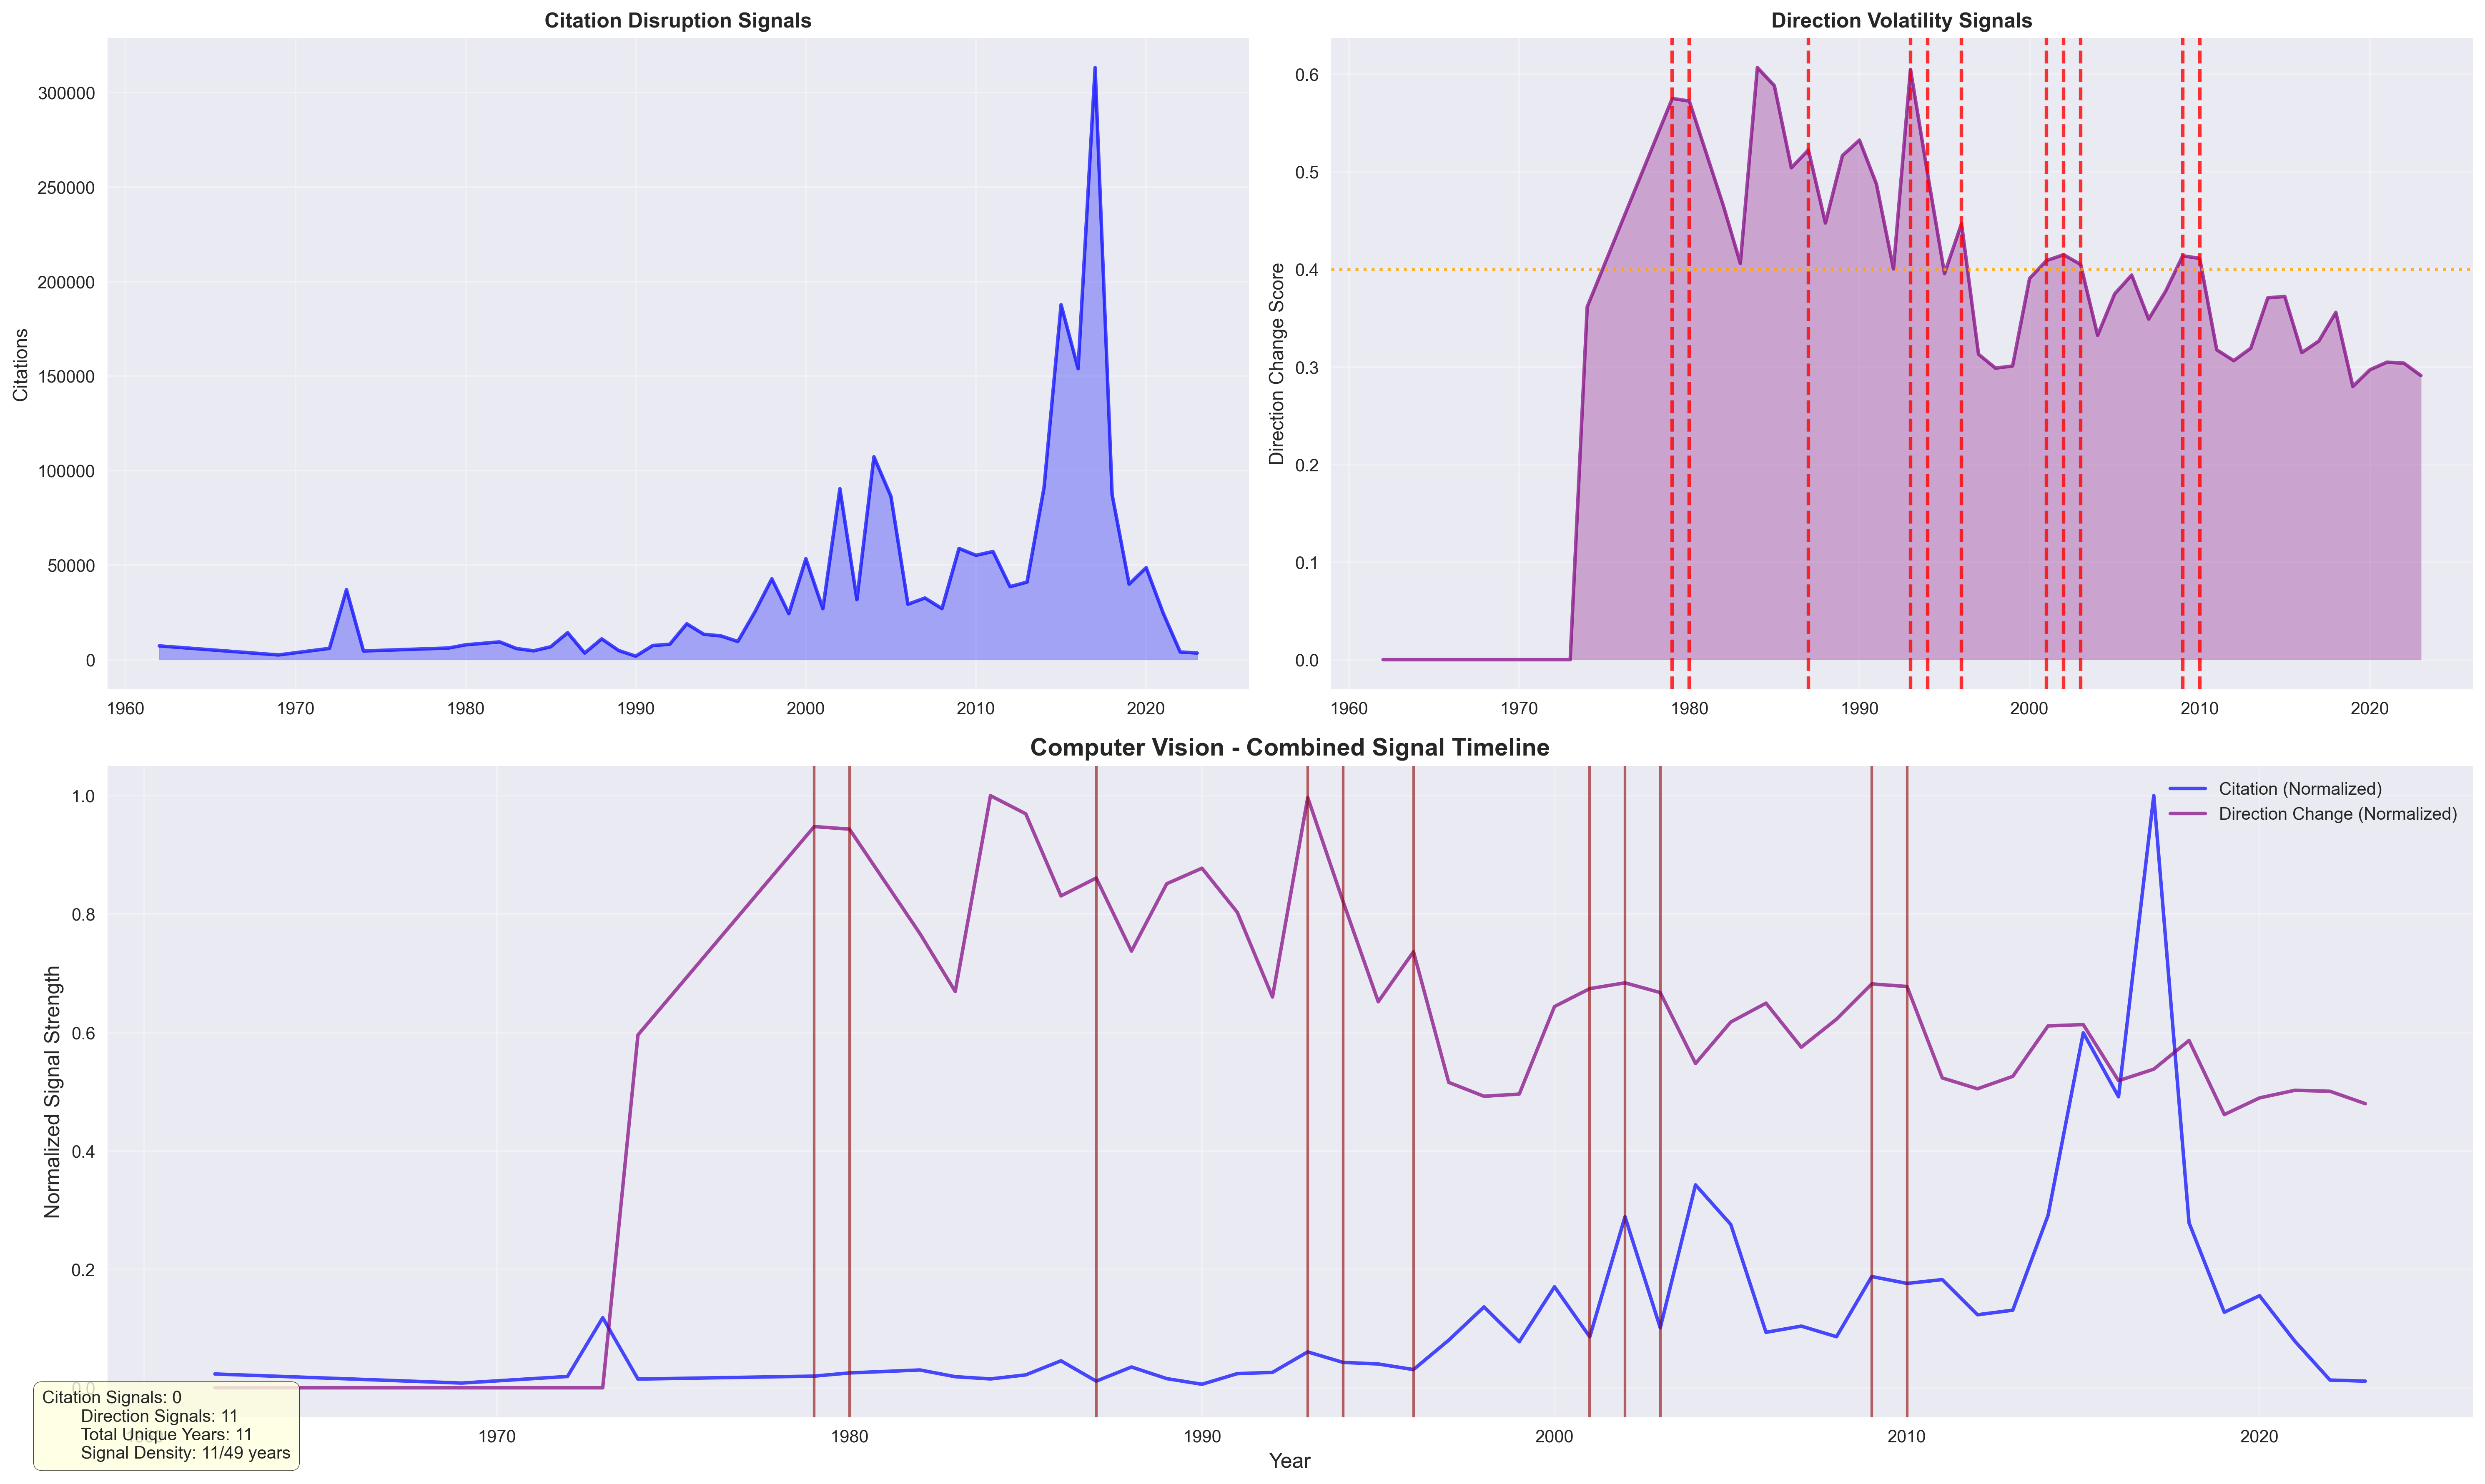 Citation Disruption Signals
Citations
300000
250000
200000
150000
100000
50000
0
1960 1970 1980 1990 2000 2010 2020
Direction Volatility Signals
Direction Change Score
0.6
0.5
0.4
0.3
0.2
0.1
0.0
1960 1970 1980 1990 2000 2010 2020
Computer Vision - Combined Signal Timeline
Normalized Signal Strength
1.0
0.8
0.6
0.4
0.2
0.0
Citation (Normalized)
Direction Change (Normalized)
1970 1980 1990 2000 2010 2020
Year
Citation Signals: 0
Direction Signals: 11
Total Unique Years: 11
Signal Density: 11/49 years